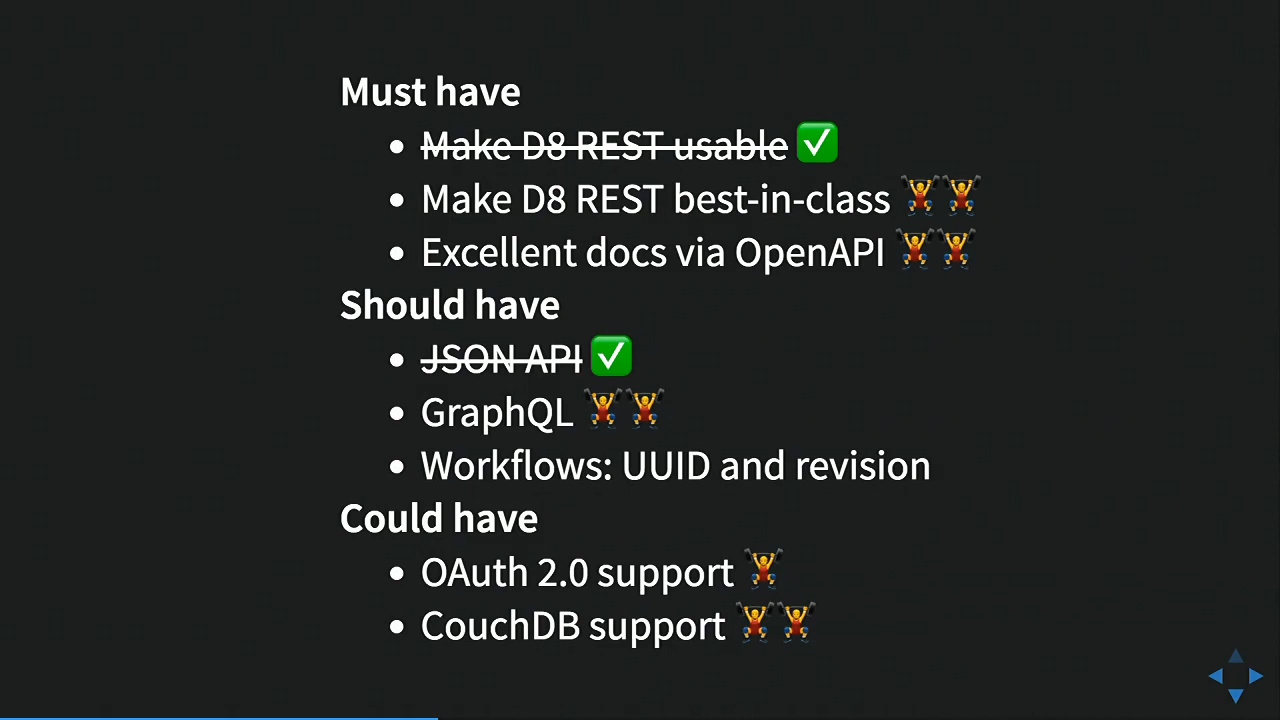 Must have
Make D8 REST usable ✅
Make D8 REST best-in-class 🏋️🏋️
Excellent docs via OpenAPI 🏋️🏋️
Should have
JSON API ✅
GraphQL 🏋️🏋️
Workflows: UUID and revision
Could have
OAuth 2.0 support 🏋️
CouchDB support 🏋️🏋️